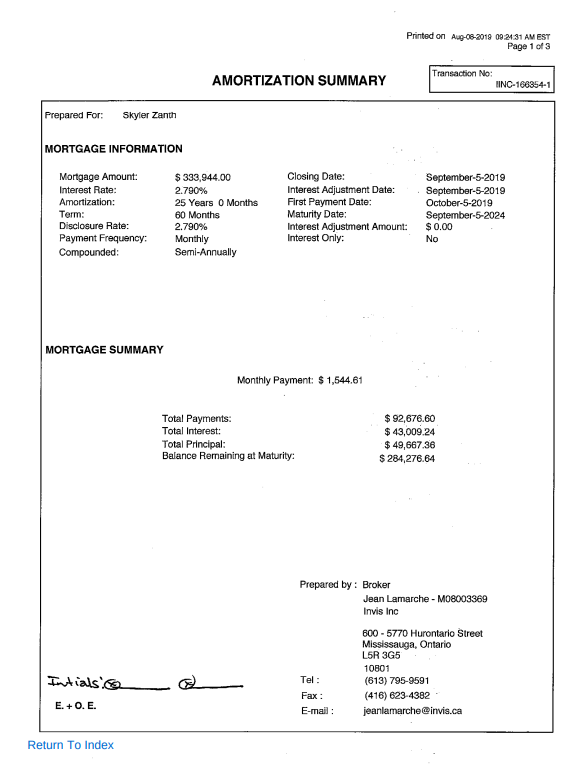 Printed on Aug-08-2019 09:24:31 AM EST
Page 1 of 3
AMORTIZATION SUMMARY
Transaction No:
IINC-166354-1
Prepared For: Skyler Zanth
MORTGAGE INFORMATION
Mortgage Amount: $ 333,944.00 Closing Date: September-5-2019
Interest Rate: 2.790% Interest Adjustment Date: September-5-2019
Amortization: 25 Years 0 Months First Payment Date: October-5-2019
Term: 60 Months Maturity Date: September-5-2024
Disclosure Rate: 2.790% Interest Adjustment Amount: $ 0.00
Payment Frequency: Monthly Interest Only: No
Compounded: Semi-Annually
MORTGAGE SUMMARY
Monthly Payment: $ 1,544.61
Total Payments: $ 92,676.60
Total Interest: $ 43,009.24
Total Principal: $ 49,667.36
Balance Remaining at Maturity: $ 284,276.64
Prepared by : Broker
Jean Lamarche - M08003369
Invis Inc
600 - 5770 Hurontario Street
Mississauga, Ontario
L5R 3G5
10801
Tel : (613) 795-9591
Fax : (416) 623-4382
E-mail : jeanlamarche@invis.ca
Intials:
E. + O. E.
Return To Index